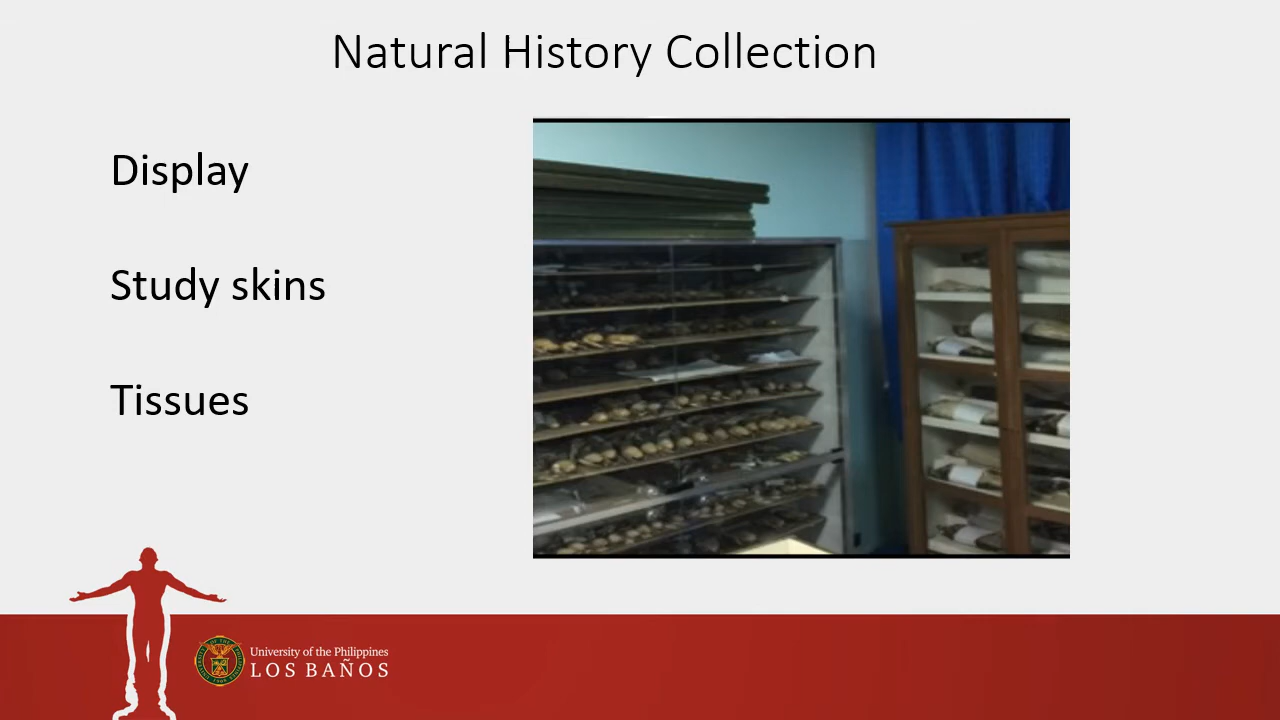 Natural History Collection
Display
Study skins
Tissues
University of the Philippines
LOS BAÑOS